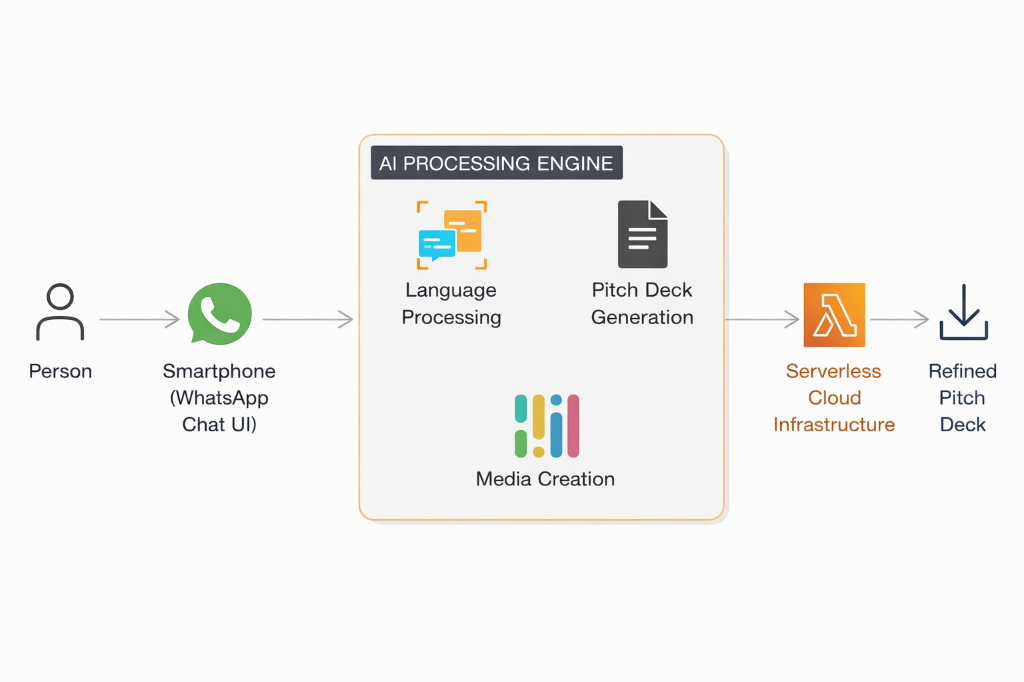 AI PROCESSING ENGINE
Language
Processing
Pitch Deck
Generation
Media Creation
Person
Smartphone
(WhatsApp
Chat UI)
Serverless
Cloud
Infrastructure
Refined
Pitch
Deck